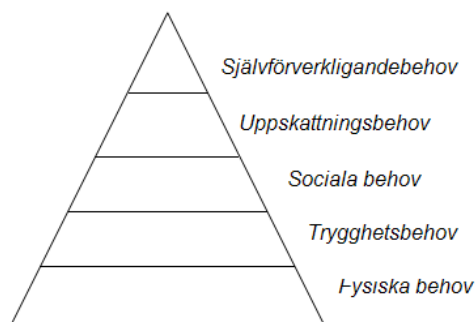 Självförverkligandebehov
Uppskattningsbehov
Sociala behov
Trygghetsbehov
Fysiska behov